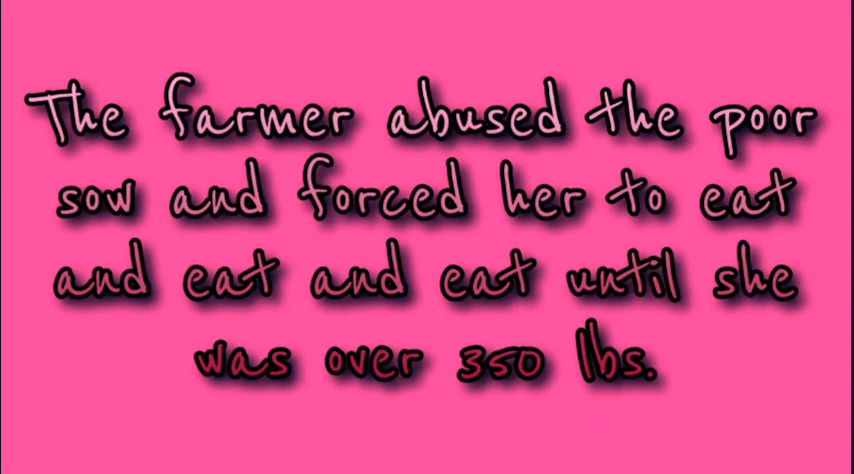 The farmer abused the poor
sow and forced her to eat
and eat and eat until she
was over 350 lbs.